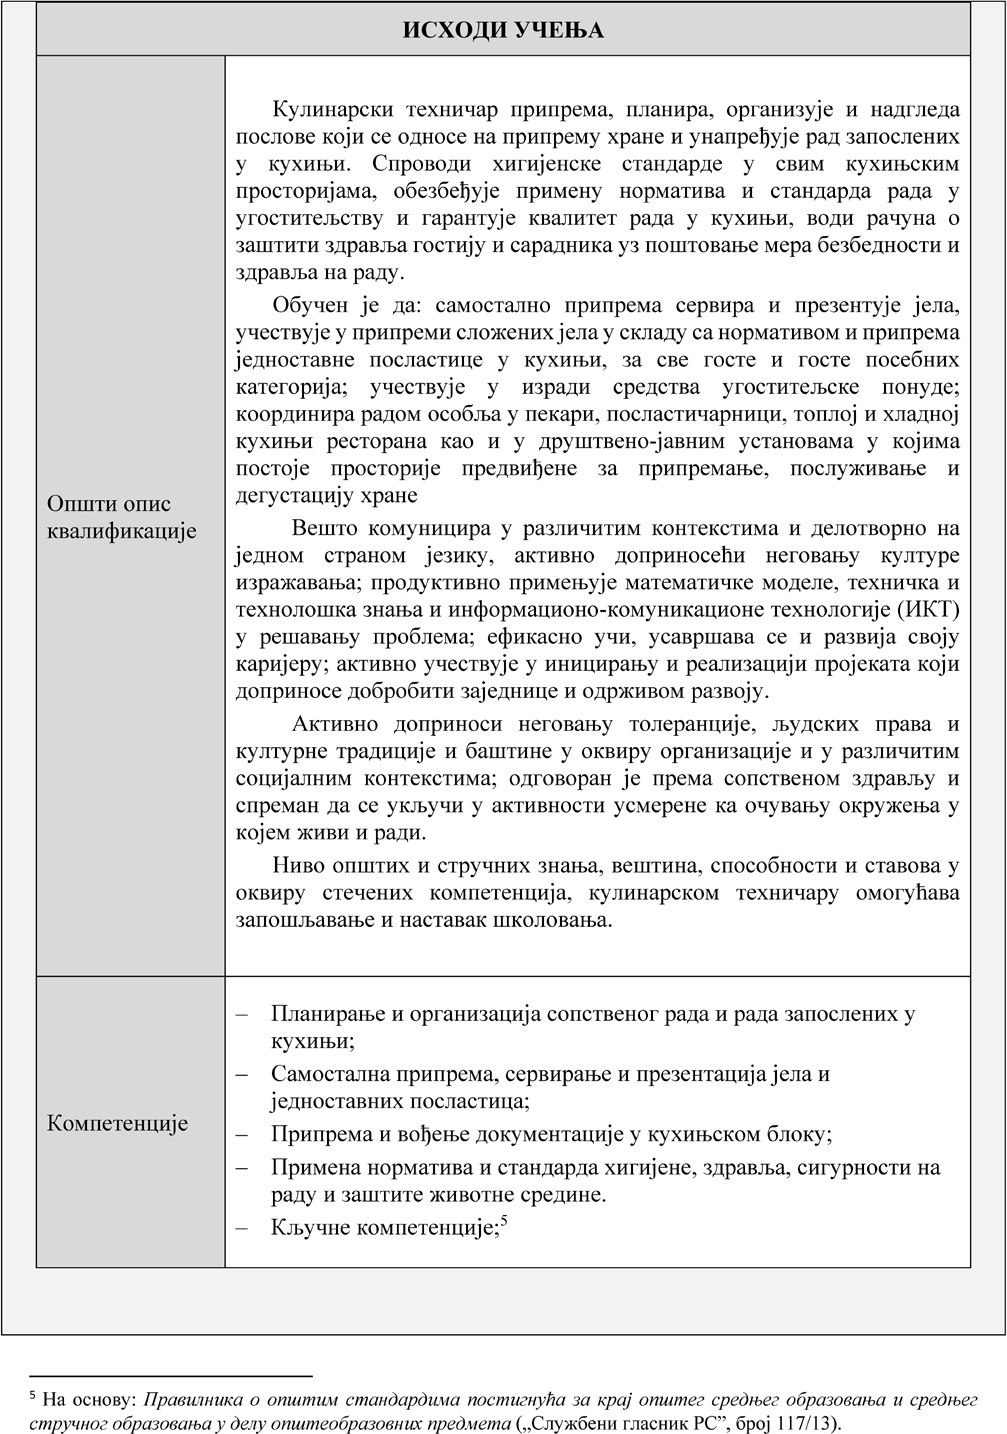 ИСХОДИ УЧЕЊА
Општи опис
квалификације
Кулинарски техничар припрема, планира, организује и надгледа
послове који се односе на припрему хране и унапређује рад запослених
у кухињи. Спроводи хигијенске стандарде у свим кухињским
просторијама, обезбеђује примену норматива и стандарда рада у
угоститељству и гарантује квалитет рада у кухињи, води рачуна о
заштити здравља гостију и сарадника уз поштовање мера безбедности и
здравља на раду.
Обучен је да: самостално припрема сервира и презентује јела,
учествује у припреми сложених јела у складу са нормативом и припрема
једноставне посластице у кухињи, за све госте и госте посебних
категорија; учествује у изради средства угоститељске понуде;
координира радом особља у пекари, посластичарници, топлој и хладној
кухињи ресторана као и у друштвено-јавним установама у којима
постоје просторије предвиђене за припремање, послуживање и
дегустацију хране
Вешто комуницира у различитим контекстима и делотворно на
једном страном језику, активно доприносећи неговању културе
изражавања; продуктивно примењује математичке моделе, техничка и
технолошка знања и информационо-комуникационе технологије (ИКТ)
у решавању проблема; ефикасно учи, усавршава се и развија своју
каријеру; активно учествује у иницирању и реализацији пројеката који
доприносе добробити заједнице и одрживом развоју.
Активно доприноси неговању толеранције, људских права и
културне традиције и баштине у оквиру организације и у различитим
социјалним контекстима; одговоран је према сопственом здрављу и
спреман да се укључи у активности усмерене ка очувању окружења у
којем живи и ради.
Ниво општих и стручних знања, вештина, способности и ставова у
оквиру стечених компетенција, кулинарском техничару омогућава
запошљавање и наставак школовања.
Компетенције
– Планирање и организација сопственог рада и рада запослених у
кухињи;
– Самостална припрема, сервирање и презентација јела и
једноставних посластица;
– Припрема и вођење документације у кухињском блоку;
– Примена норматива и стандарда хигијене, здравља, сигурности на
раду и заштите животне средине.
– Кључне компетенције;⁵
⁵ На основу: Правилника о општим стандардима постигнућа за крај општег средњег образовања и средњег
стручног образовања у делу општеобразовних предмета („Службени гласник РС”, број 117/13).